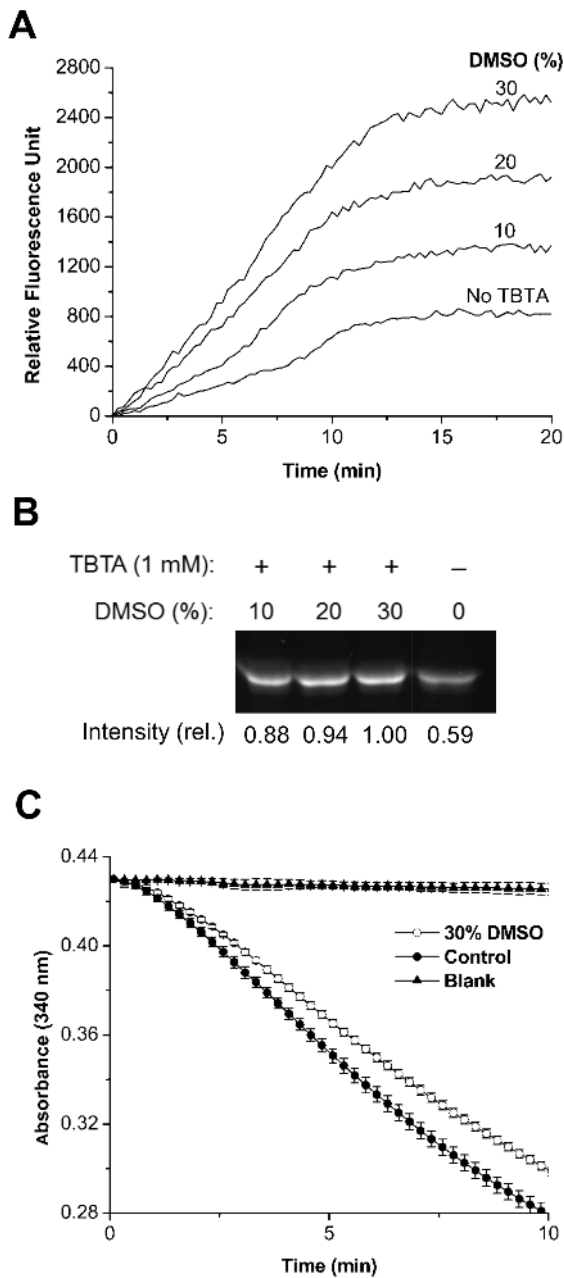 A
DMSO (%)
2800
2400
2000
1600
1200
800
400
0
30
20
10
No TBTA
Relative Fluorescence Unit
0 5 10 15 20
Time (min)
B
TBTA (1 mM): + + + –
DMSO (%): 10 20 30 0
Intensity (rel.) 0.88 0.94 1.00 0.59
C
0.44
0.40
0.36
0.32
0.28
Absorbance (340 nm)
30% DMSO
Control
Blank
0 5 10
Time (min)